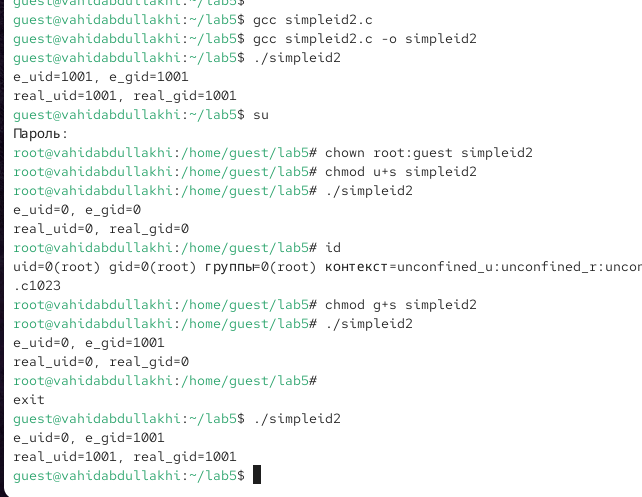 guest@vahidabdullakhi:~/lab5$
guest@vahidabdullakhi:~/lab5$ gcc simpleid2.c
guest@vahidabdullakhi:~/lab5$ gcc simpleid2.c -o simpleid2
guest@vahidabdullakhi:~/lab5$ ./simpleid2
e_uid=1001, e_gid=1001
real_uid=1001, real_gid=1001
guest@vahidabdullakhi:~/lab5$ su
Пароль:
root@vahidabdullakhi:/home/guest/lab5# chown root:guest simpleid2
root@vahidabdullakhi:/home/guest/lab5# chmod u+s simpleid2
root@vahidabdullakhi:/home/guest/lab5# ./simpleid2
e_uid=0, e_gid=0
real_uid=0, real_gid=0
root@vahidabdullakhi:/home/guest/lab5# id
uid=0(root) gid=0(root) группы=0(root) контекст=unconfined_u:unconfined_r:uncon
.c1023
root@vahidabdullakhi:/home/guest/lab5# chmod g+s simpleid2
root@vahidabdullakhi:/home/guest/lab5# ./simpleid2
e_uid=0, e_gid=1001
real_uid=0, real_gid=0
root@vahidabdullakhi:/home/guest/lab5#
exit
guest@vahidabdullakhi:~/lab5$ ./simpleid2
e_uid=0, e_gid=1001
real_uid=1001, real_gid=1001
guest@vahidabdullakhi:~/lab5$